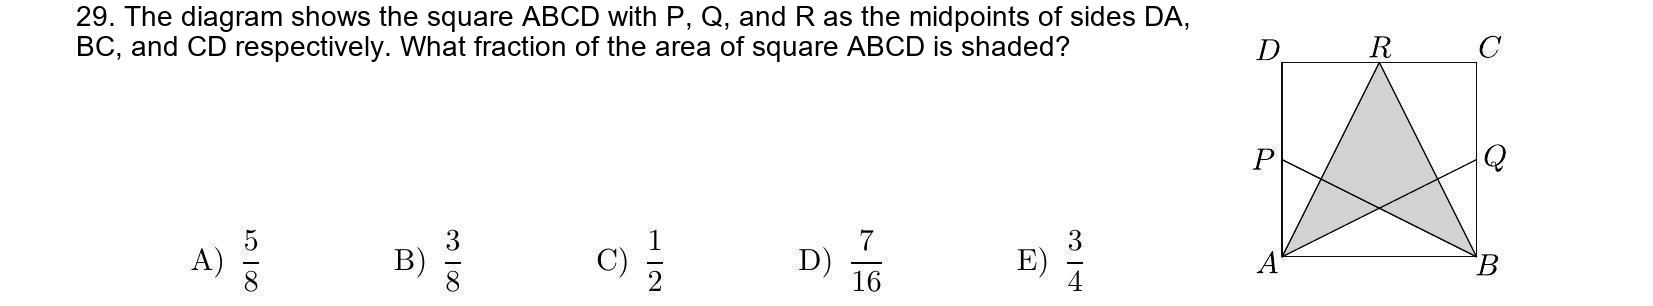 29. The diagram shows the square ABCD with P, Q, and R as the midpoints of sides DA,
BC, and CD respectively. What fraction of the area of square ABCD is shaded?
D R C
P Q
A B
A) 5/8 B) 3/8 C) 1/2 D) 7/16 E) 3/4